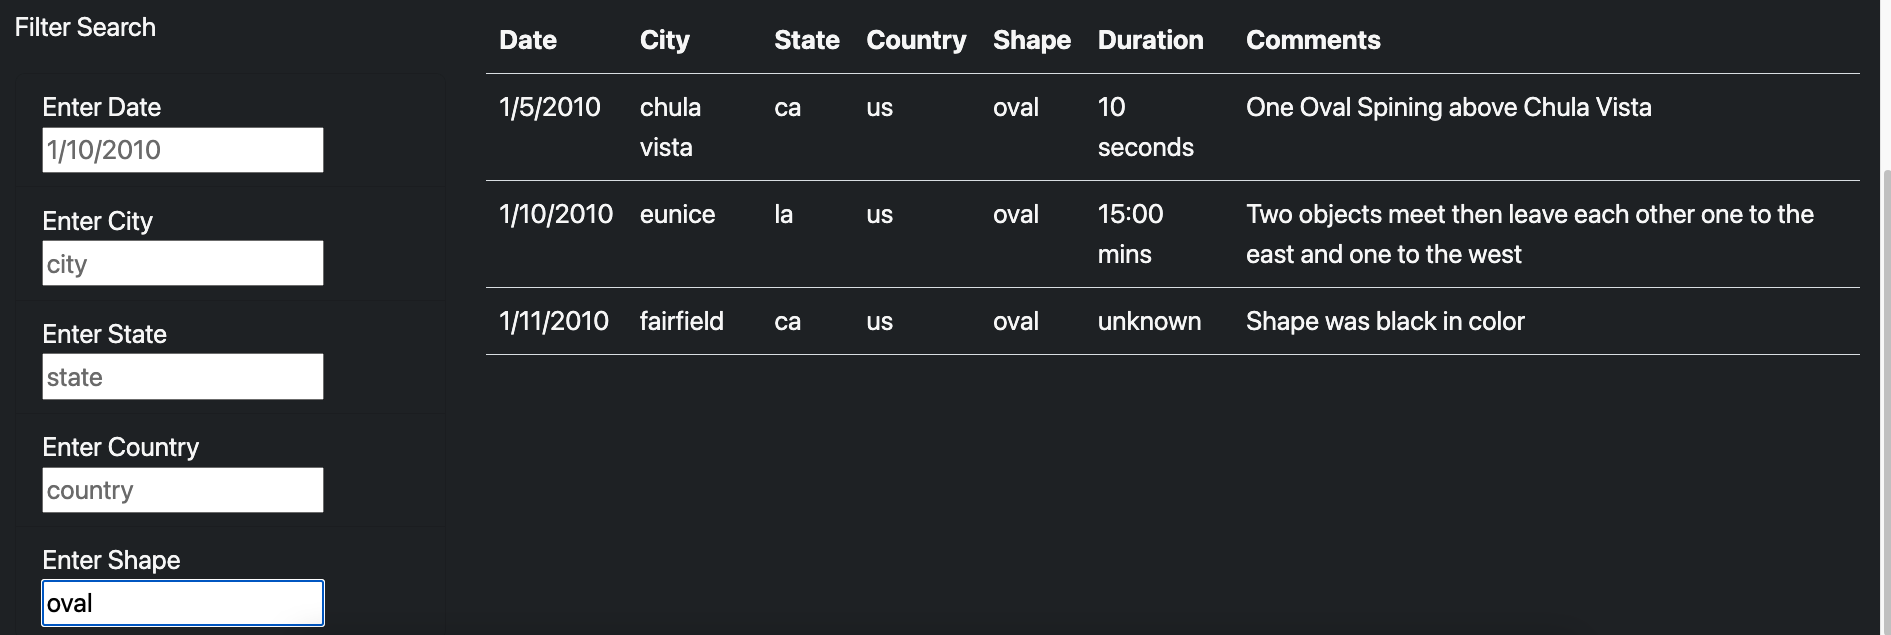 Filter Search
Enter Date
1/10/2010
Enter City
city
Enter State
state
Enter Country
country
Enter Shape
oval
Date City State Country Shape Duration Comments
1/5/2010 chula ca us oval 10 One Oval Spining above Chula Vista
vista seconds
1/10/2010 eunice la us oval 15:00 Two objects meet then leave each other one to the
mins east and one to the west
1/11/2010 fairfield ca us oval unknown Shape was black in color